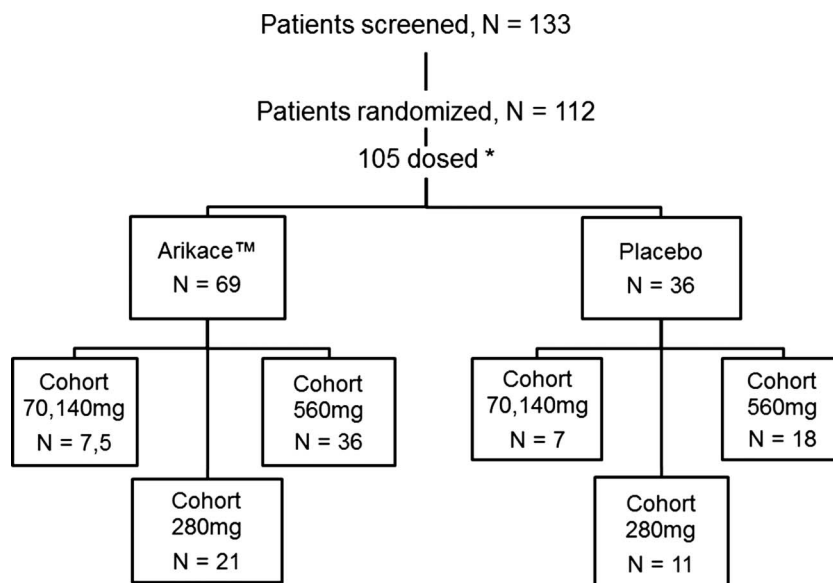 Patients screened, N = 133
Patients randomized, N = 112
105 dosed *
Arikace™
N = 69
Placebo
N = 36
Cohort
70,140mg
N = 7,5
Cohort
560mg
N = 36
Cohort
280mg
N = 21
Cohort
70,140mg
N = 7
Cohort
560mg
N = 18
Cohort
280mg
N = 11